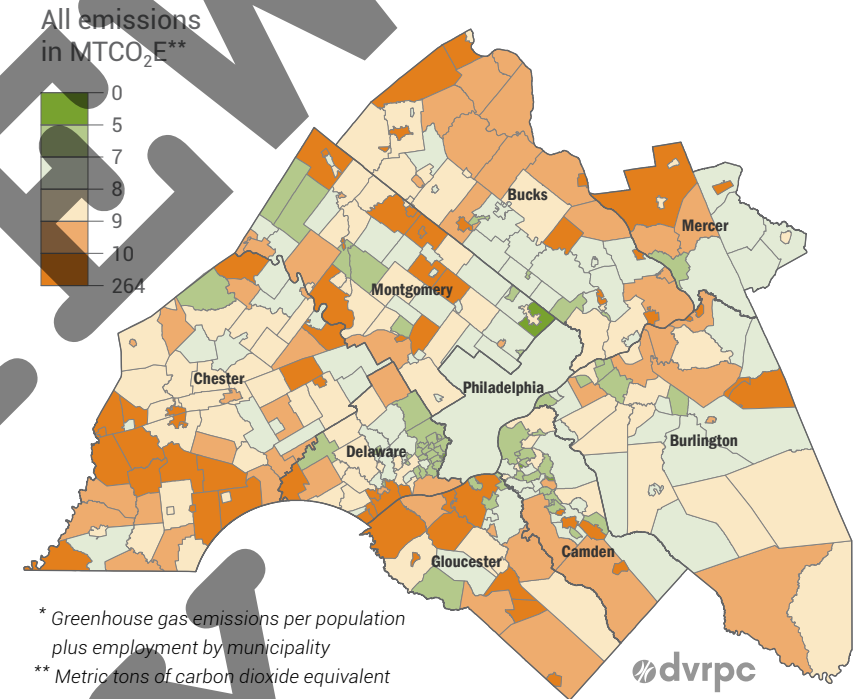 All emissions
in MTCO₂E**
0
5
7
8
9
10
264
Bucks
Mercer
Montgomery
Chester
Philadelphia
Delaware
Burlington
Gloucester
Camden
* Greenhouse gas emissions per population
plus employment by municipality
** Metric tons of carbon dioxide equivalent
dvrpc